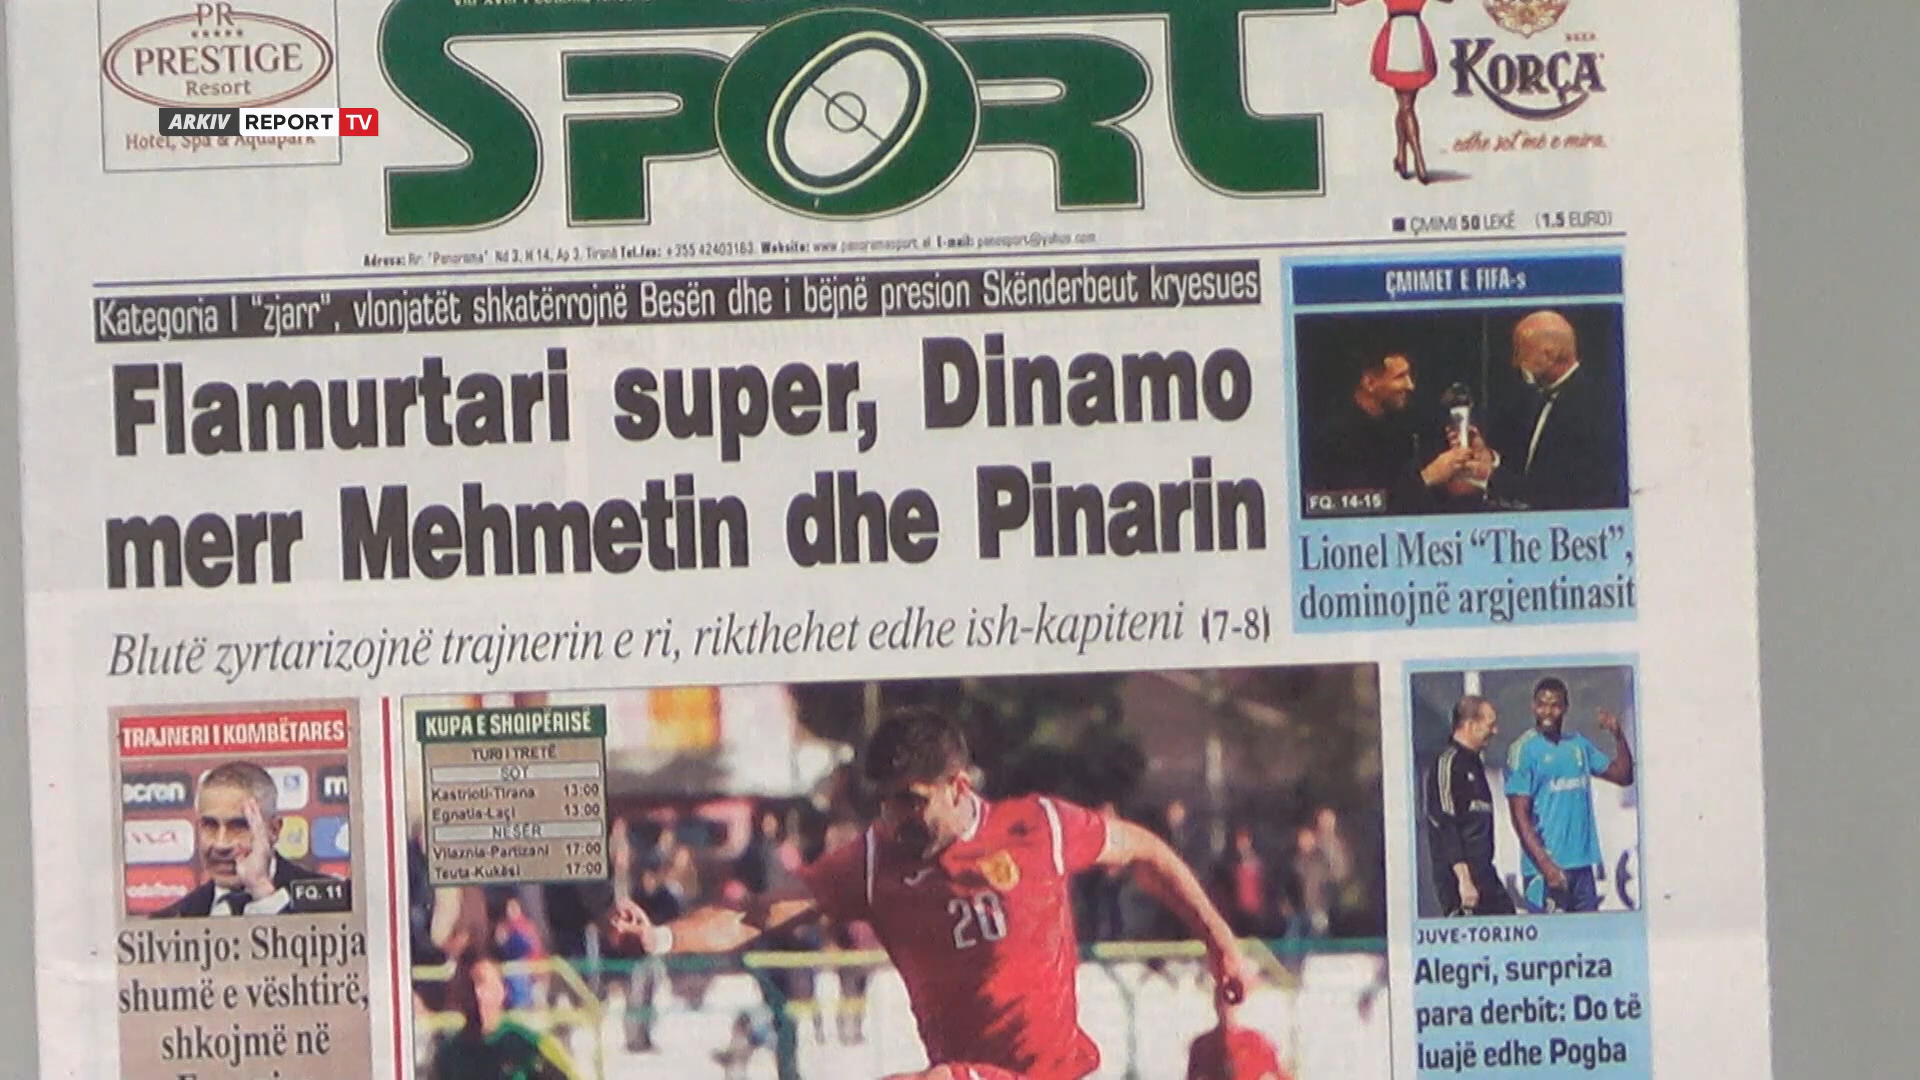 PR
PRESTIGE
Resort
Hotel, Spa & Aquapark
ARKIV REPORT TV
SPORT
KORÇA
BEER
.. edhe sot më e mira.
ÇMIMI 50 LEKË (1.5 EURO)
Adresa: Rr. "Panorama" Nd 3, H 14, Ap 3, Tiranë Tel.fax: +355 42403183. Website: www.panoramasport.al E-mail: panosport@yahoo.com
Kategoria I "zjarr", vlonjatët shkatërrojnë Besën dhe i bëjnë presion Skënderbeut kryesues
Flamurtari super, Dinamo
merr Mehmetin dhe Pinarin
Blutë zyrtarizojnë trajnerin e ri, rikthehet edhe ish-kapiteni (7-8)
ÇMIMET E FIFA-s
FQ. 14-15
Lionel Mesi "The Best",
dominojnë argjentinasit
TRAJNERI I KOMBËTARES
FQ. 11
Silvinjo: Shqipja
shumë e vështirë,
shkojmë në
KUPA E SHQIPËRISË
TURI I TRETË
SOT
Kastrioti-Tirana 13:00
Egnatia-Laçi 13:00
NESËR
Vllaznia-Partizani 17:00
Teuta-Kukësi 17:00
20
JUVE-TORINO
Alegri, surpriza
para derbit: Do të
luajë edhe Pogba